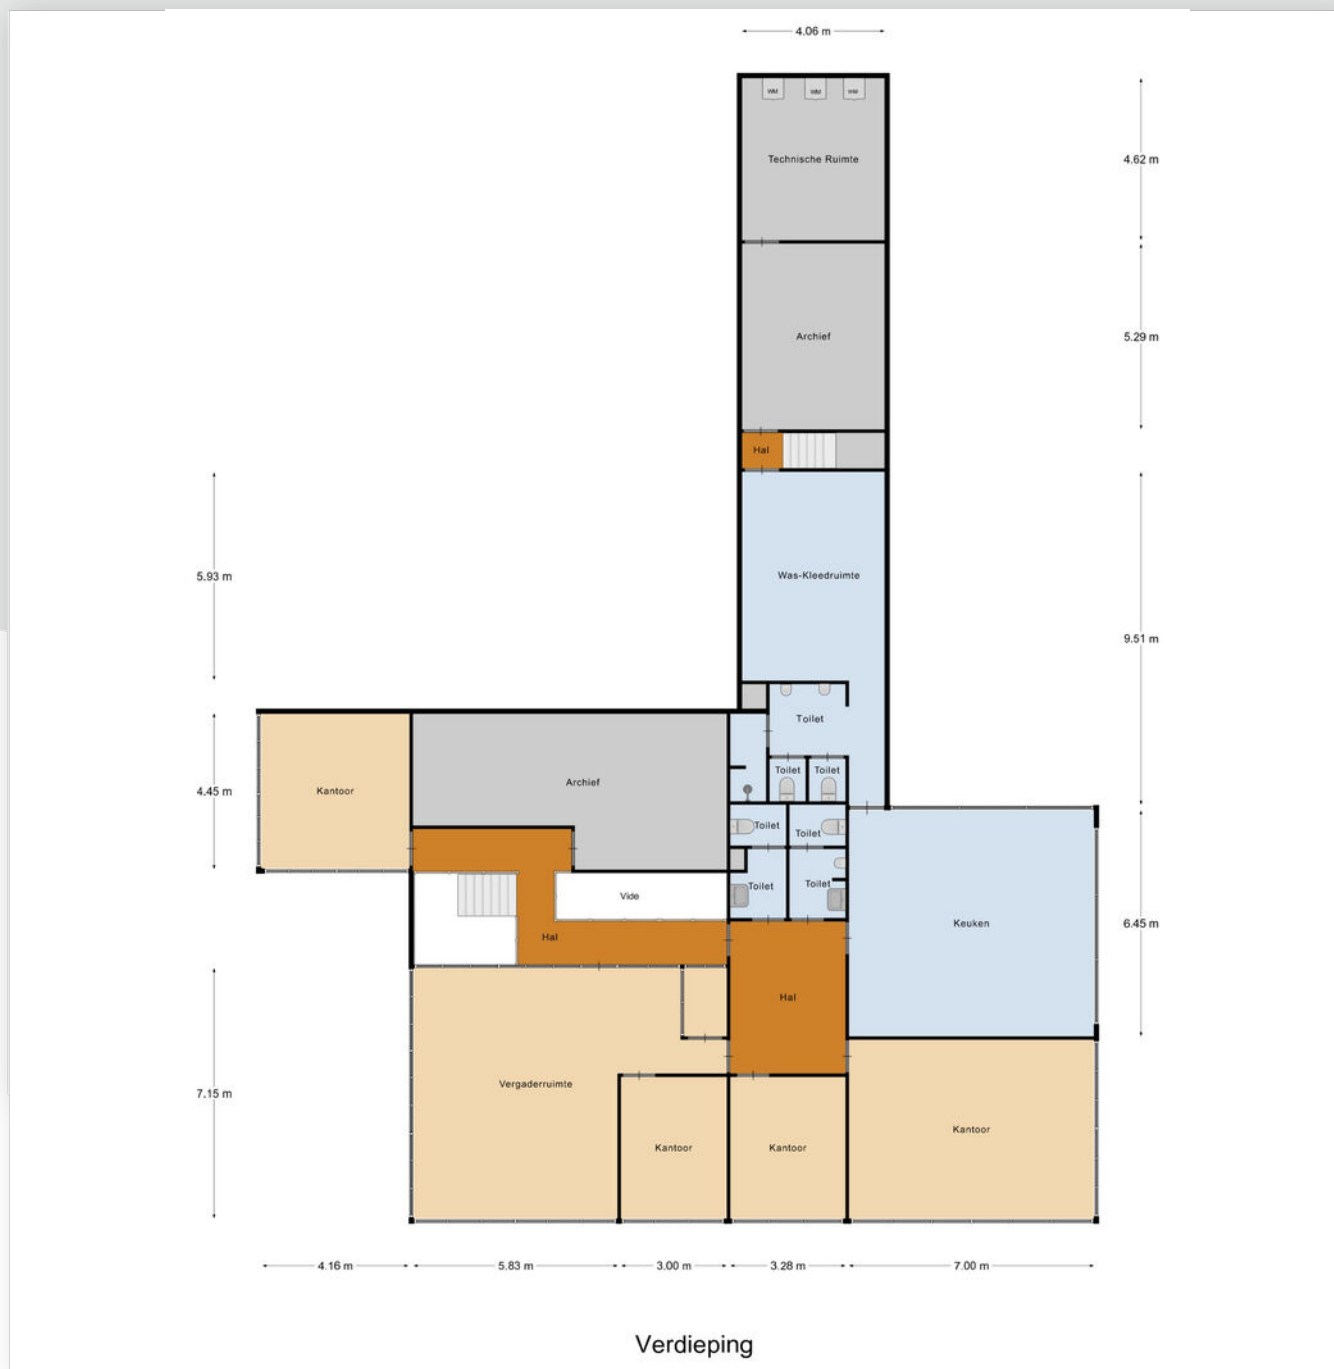 4.06 m
WM WM WM
Technische Ruimte
4.62 m
Archief
5.29 m
Hal
Was-Kleedruimte
5.93 m
9.51 m
Toilet
Toilet Toilet
Archief
Kantoor
4.45 m
Toilet Toilet
Toilet Toilet
Vide
Keuken
6.45 m
Hal
Hal
Vergaderruimte
7.15 m
Kantoor
Kantoor
Kantoor
4.16 m 5.83 m 3.00 m 3.28 m 7.00 m
Verdieping